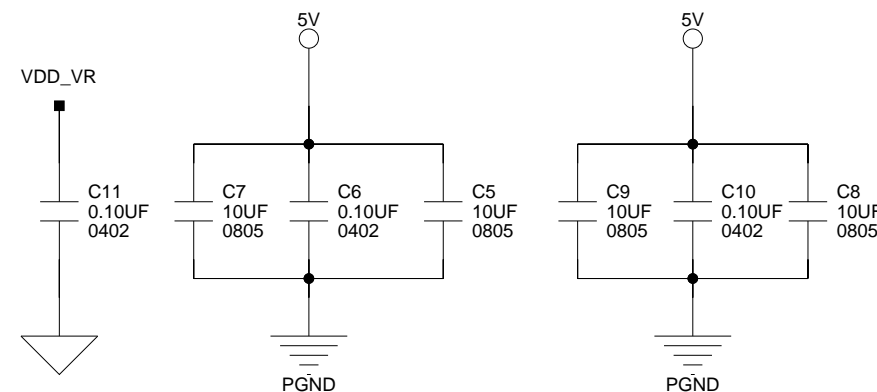 5V
5V
VDD_VR
C11
0.10UF
0402
C7
10UF
0805
C6
0.10UF
0402
C5
10UF
0805
C9
10UF
0805
C10
0.10UF
0402
C8
10UF
0805
PGND
PGND